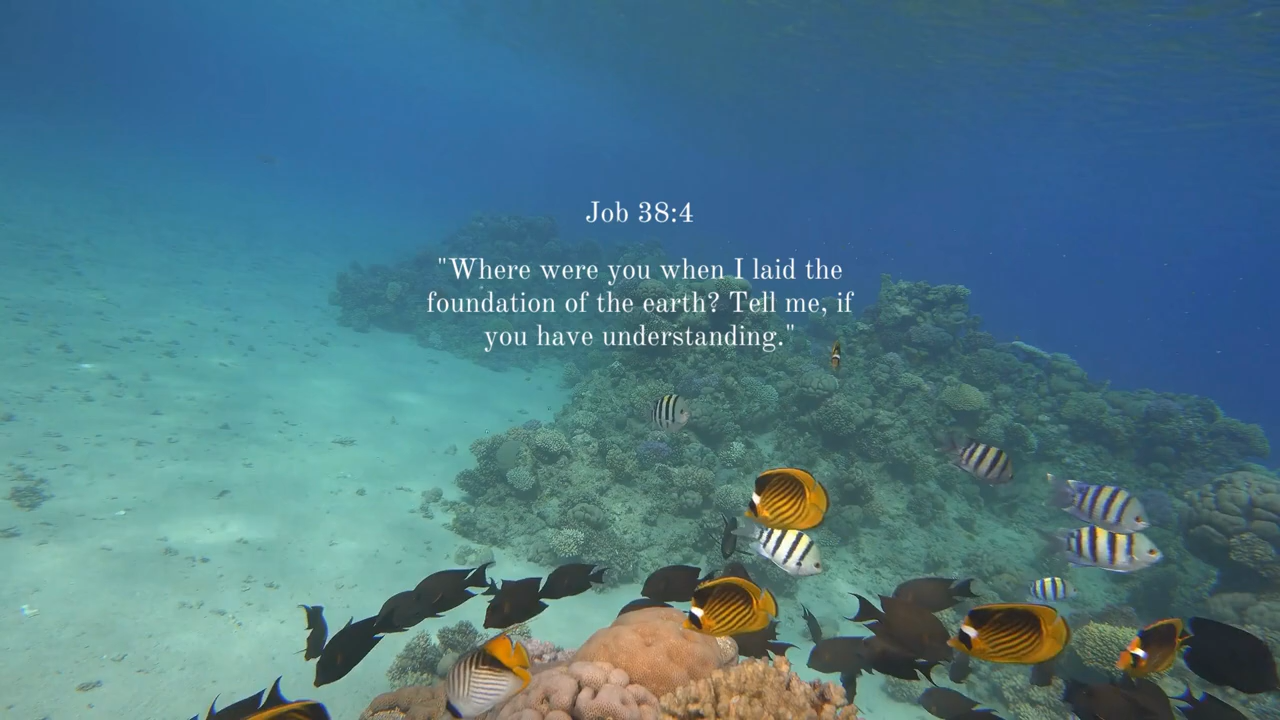 Job 38:4
"Where were you when I laid the
foundation of the earth? Tell me, if
you have understanding."